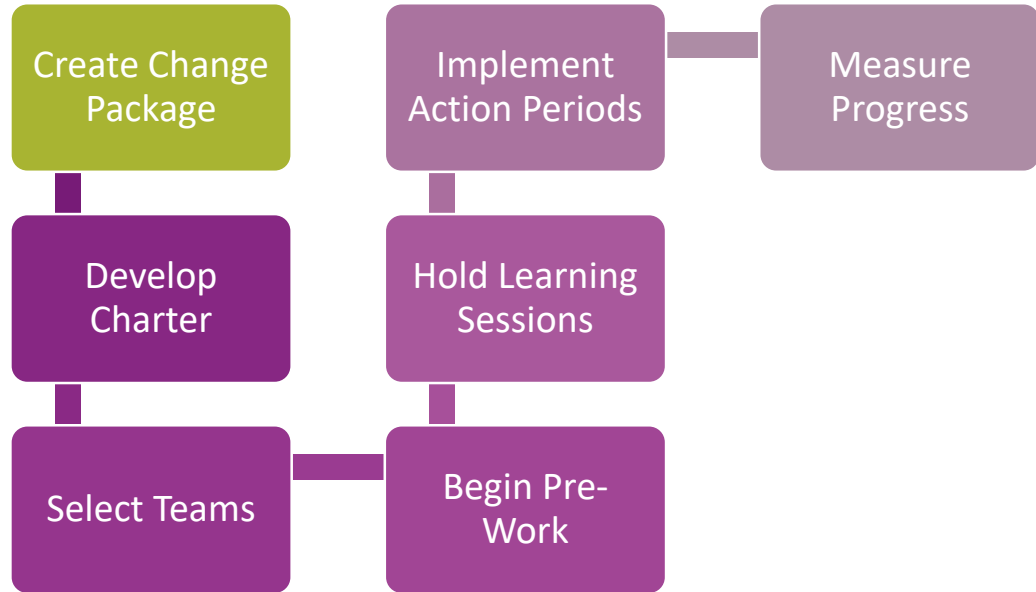 Create Change
Package
Develop
Charter
Select Teams
Begin Pre-
Work
Hold Learning
Sessions
Implement
Action Periods
Measure
Progress